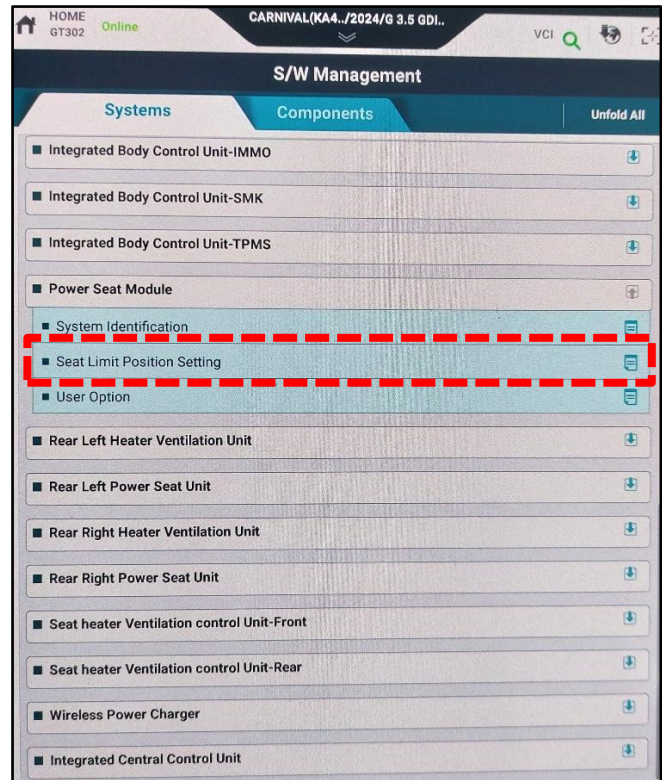 HOME
GT302
Online
CARNIVAL(KA4../2024/G 3.5 GDI..
VCI
S/W Management
Systems
Components
Unfold All
Integrated Body Control Unit-IMMO
Integrated Body Control Unit-SMK
Integrated Body Control Unit-TPMS
Power Seat Module
System Identification
Seat Limit Position Setting
User Option
Rear Left Heater Ventilation Unit
Rear Left Power Seat Unit
Rear Right Heater Ventilation Unit
Rear Right Power Seat Unit
Seat heater Ventilation control Unit-Front
Seat heater Ventilation control Unit-Rear
Wireless Power Charger
Integrated Central Control Unit